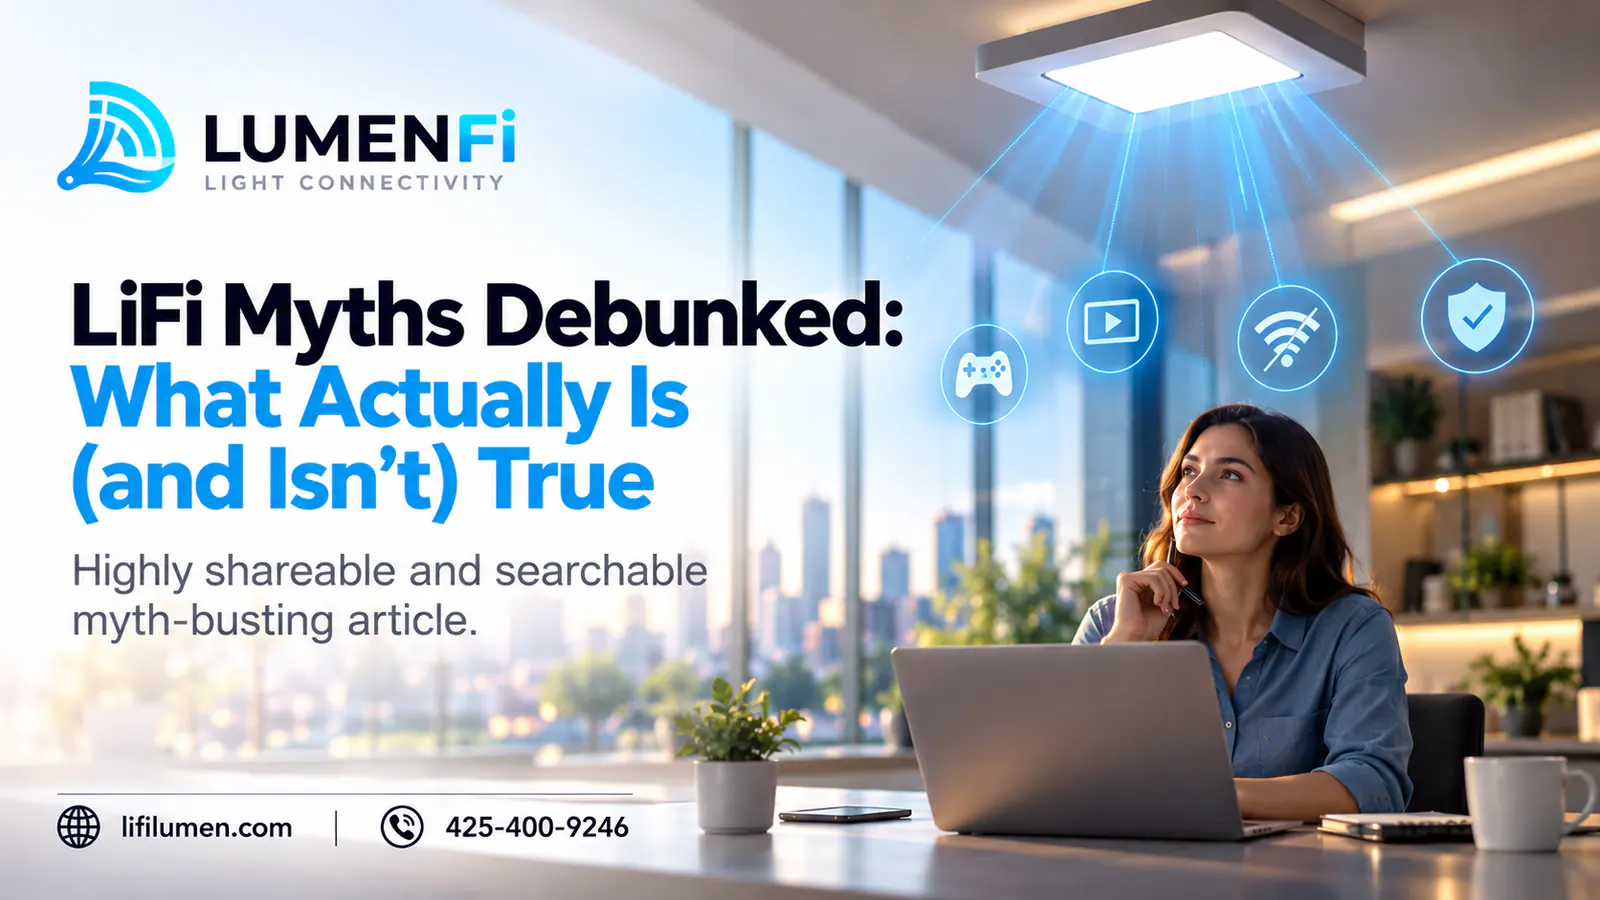 LUMENFi
LIGHT CONNECTIVITY
LiFi Myths Debunked:
What Actually Is
(and Isn't) True
Highly shareable and searchable
myth-busting article.
lifilumen.com
425-400-9246